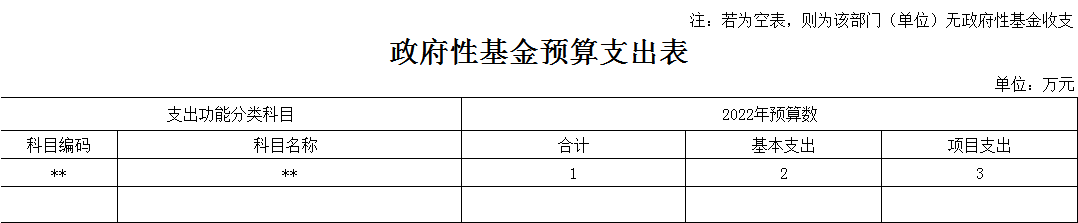 注：若为空表，则为该部门（单位）无政府性基金收支
政府性基金预算支出表
单位：万元
支出功能分类科目 2022年预算数
科目编码 科目名称 合计 基本支出 项目支出
** ** 1 2 3